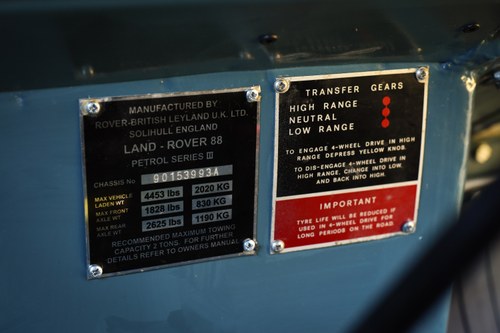 MANUFACTURED BY
ROVER-BRITISH LEYLAND U.K. LTD.
SOLIHULL ENGLAND
LAND - ROVER 88
PETROL SERIES III
CHASSIS No 90153993A
MAX VEHICLE LADEN WT 4453 lbs 2020 KG
MAX FRONT AXLE WT 1828 lbs 830 KG
MAX REAR AXLE WT 2625 lbs 1190 KG
RECOMMENDED MAXIMUM TOWING
CAPACITY 2 TONS. FOR FURTHER
DETAILS REFER TO OWNERS MANUAL
TRANSFER GEARS
HIGH RANGE
NEUTRAL
LOW RANGE
TO ENGAGE 4-WHEEL DRIVE IN HIGH
RANGE DEPRESS YELLOW KNOB.
TO DIS-ENGAGE 4-WHEEL DRIVE IN
HIGH RANGE, CHANGE INTO LOW
AND BACK INTO HIGH.
IMPORTANT
TYRE LIFE WILL BE REDUCED IF
USED IN 4-WHEEL DRIVE FOR
LONG PERIODS ON THE ROAD.